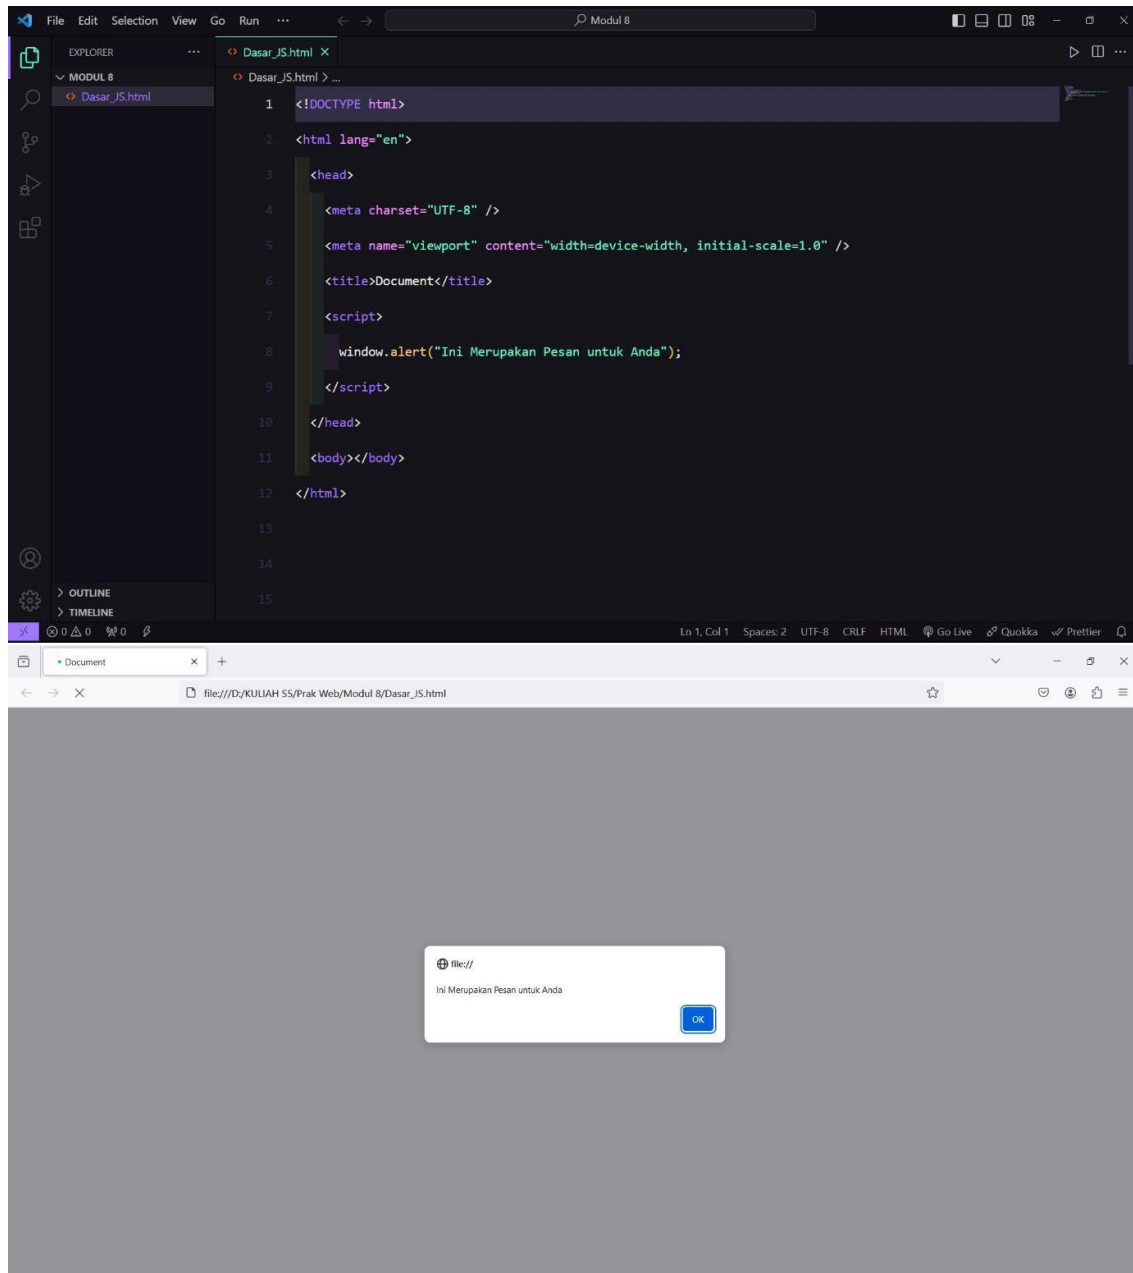 File Edit Selection View Go Run ··· Modul 8
EXPLORER ···
MODUL 8
Dasar_JS.html
Dasar_JS.html
Dasar_JS.html > ...
1 <!DOCTYPE html>
2 <html lang="en">
3 <head>
4 <meta charset="UTF-8" />
5 <meta name="viewport" content="width=device-width, initial-scale=1.0" />
6 <title>Document</title>
7 <script>
8 window.alert("Ini Merupakan Pesan untuk Anda");
9 </script>
10 </head>
11 <body></body>
12 </html>
13
14
15
> OUTLINE
> TIMELINE
0 0 0 Ln 1, Col 1 Spaces: 2 UTF-8 CRLF HTML Go Live Quokka Prettier
Document
file:///D:/KULIAH S5/Prak Web/Modul 8/Dasar_JS.html
file://
Ini Merupakan Pesan untuk Anda
OK